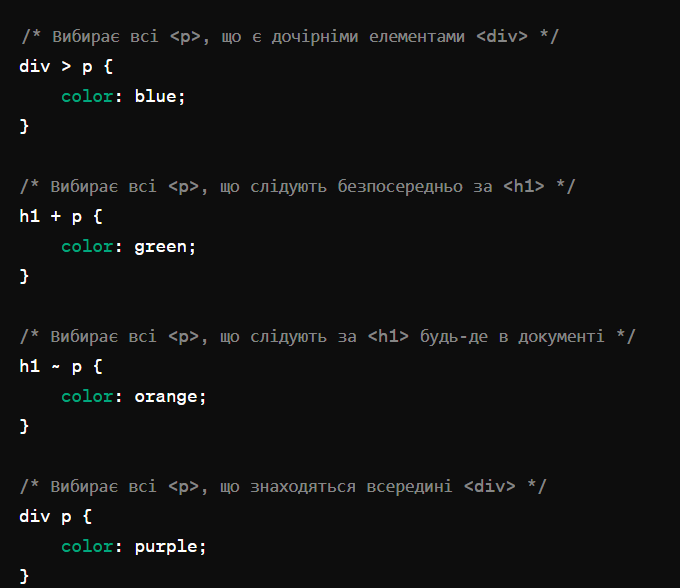 /* Вибирає всі <p>, що є дочірніми елементами <div> */
div > p {
    color: blue;
}
/* Вибирає всі <p>, що слідують безпосередньо за <h1> */
h1 + p {
    color: green;
}
/* Вибирає всі <p>, що слідують за <h1> будь-де в документі */
h1 ~ p {
    color: orange;
}
/* Вибирає всі <p>, що знаходяться всередині <div> */
div p {
    color: purple;
}